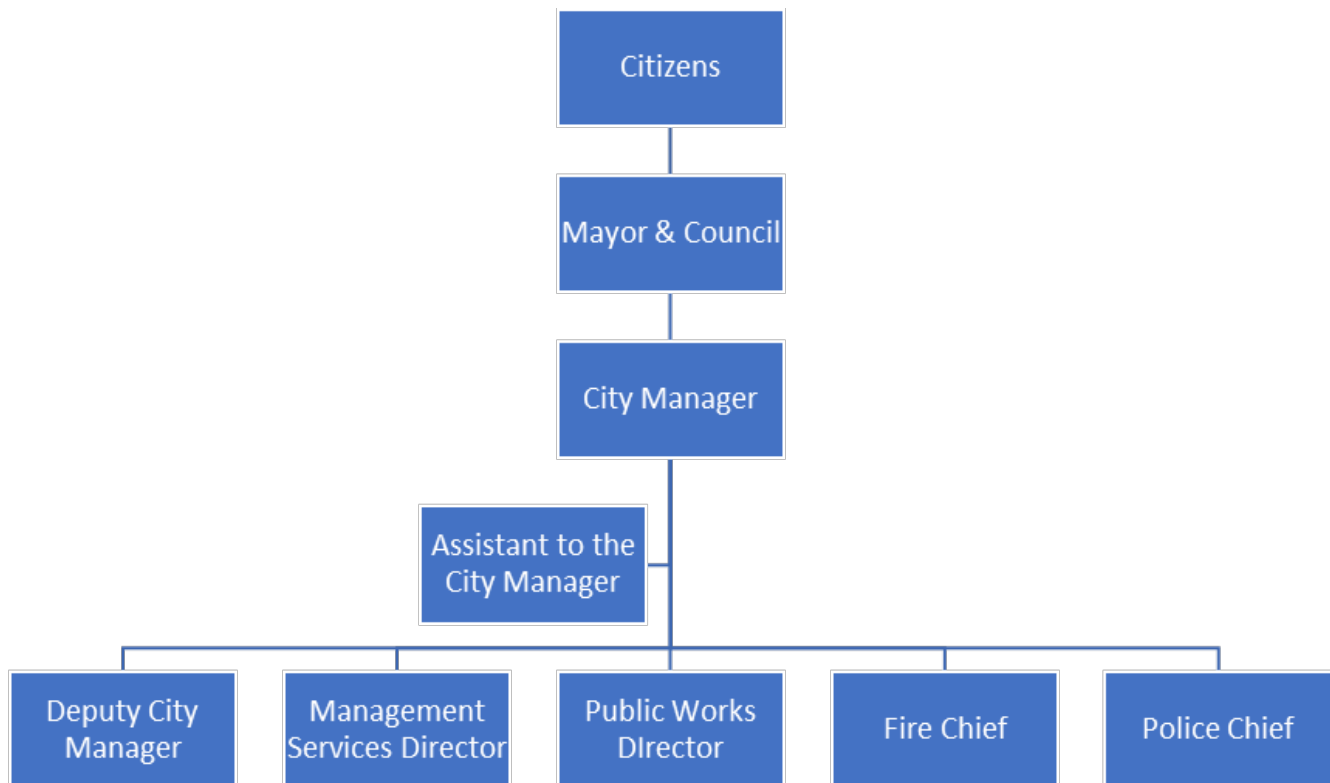 Citizens
Mayor & Council
City Manager
Assistant to the
City Manager
Deputy City
Manager
Management
Services Director
Public Works
DIrector
Fire Chief
Police Chief